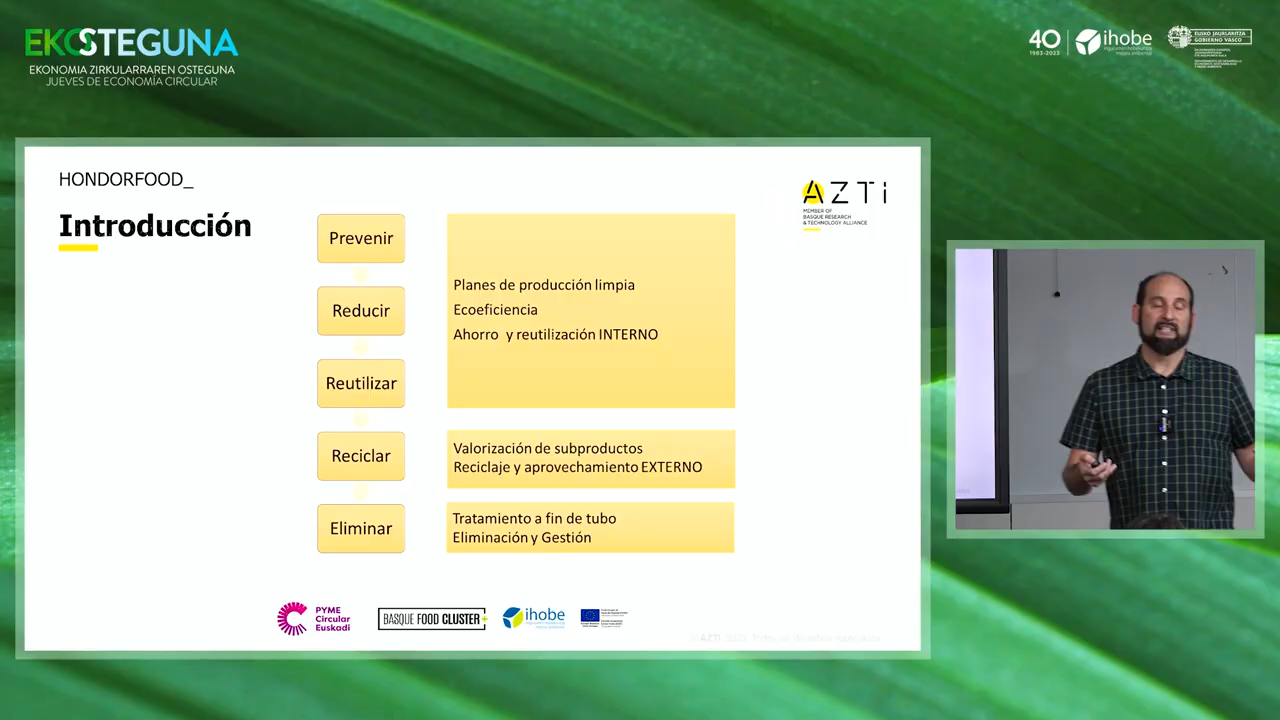 EKOSTEGUNA
EKONOMIA ZIRKULARRAREN OSTEGUNA
JUEVES DE ECONOMÍA CIRCULAR
40
1983-2023
ihobe
EUSKO JAURLARITZA
GOBIERNO VASCO
HONDORFOOD_
Introducción
AZTi
MEMBER OF
BASQUE RESEARCH
& TECHNOLOGY ALLIANCE
Prevenir
Reducir
Reutilizar
Reciclar
Eliminar
Planes de producción limpia
Ecoeficiencia
Ahorro y reutilización INTERNO
Valorización de subproductos
Reciclaje y aprovechamiento EXTERNO
Tratamiento a fin de tubo
Eliminación y Gestión
PYME
Circular
Euskadi
BASQUE FOOD CLUSTER+
ihobe